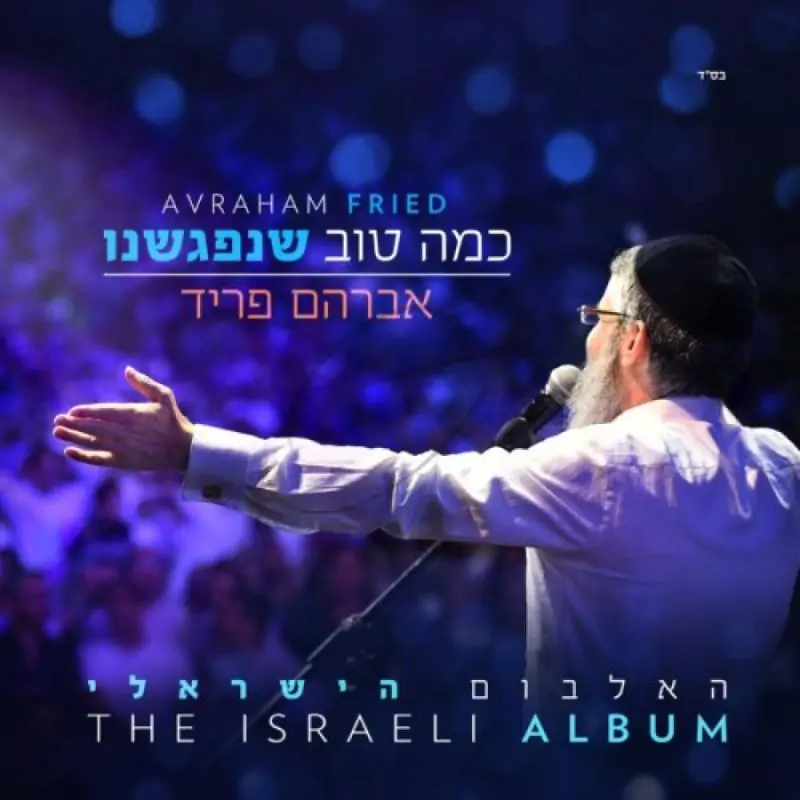 בס"ד
AVRAHAM FRIED
כמה טוב שנפגשנו
אברהם פריד
האלבום הישראלי
THE ISRAELI ALBUM